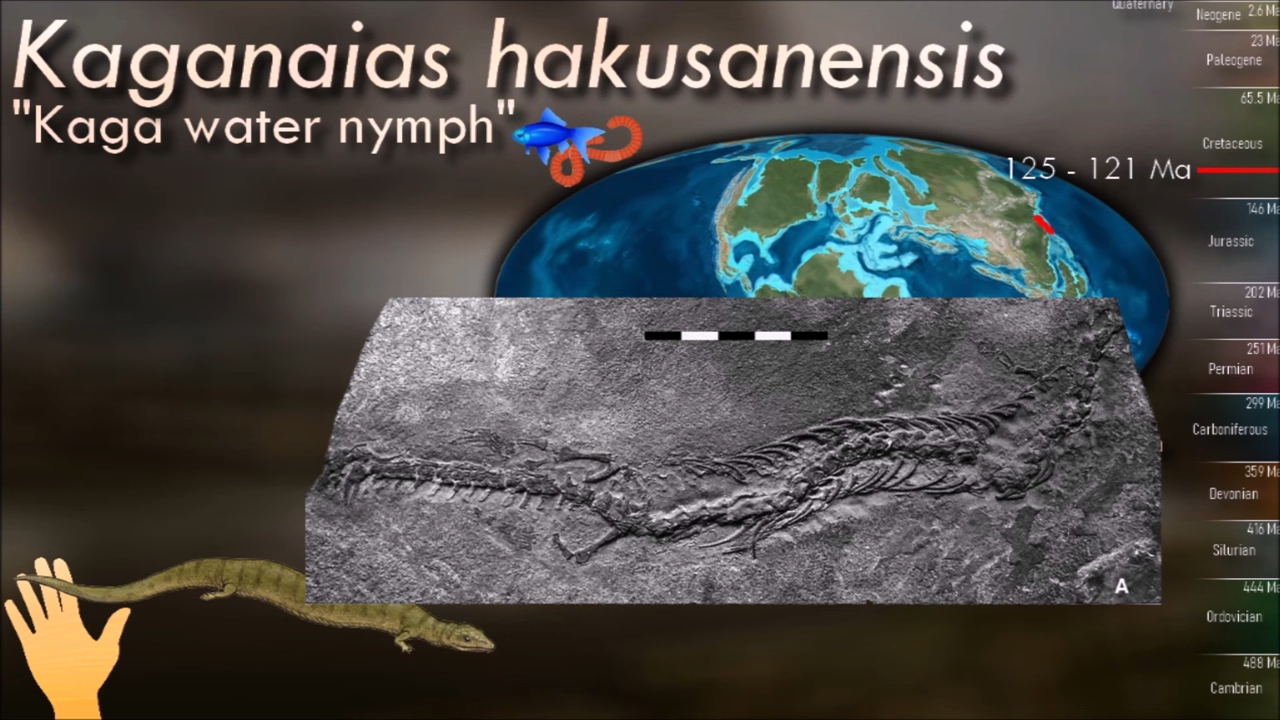 Kaganaias hakusanensis
"Kaga water nymph"
125 - 121 Ma
A
Quaternary
2.6 Ma
Neogene
23 Ma
Paleogene
65.5 Ma
Cretaceous
146 Ma
Jurassic
202 Ma
Triassic
251 Ma
Permian
299 Ma
Carboniferous
359 Ma
Devonian
416 Ma
Silurian
444 Ma
Ordovician
488 Ma
Cambrian